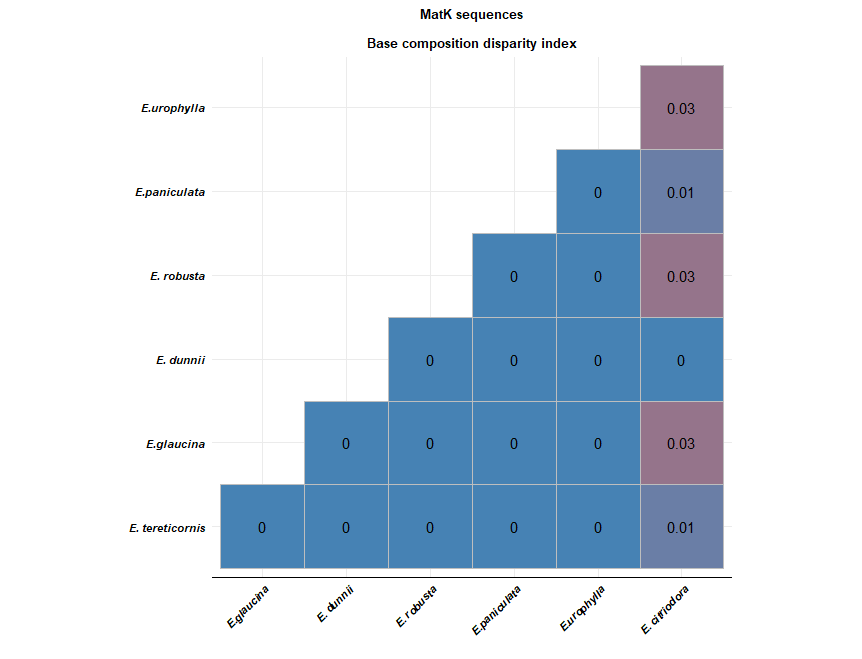 MatK sequences
Base composition disparity index
E.urophylla 0.03
E.paniculata 0 0.01
E. robusta 0 0 0.03
E. dunnii 0 0 0 0
E.glaucina 0 0 0 0 0.03
E. tereticornis 0 0 0 0 0 0.01
E.glaucina E. dunnii E. robusta E.paniculata E.urophylla E. citriodora